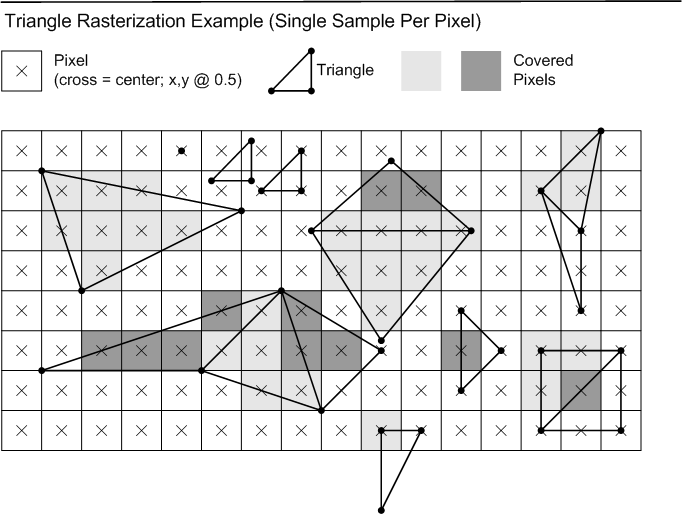 Triangle Rasterization Example (Single Sample Per Pixel)
Pixel
(cross = center; x,y @ 0.5)
Triangle
Covered
Pixels